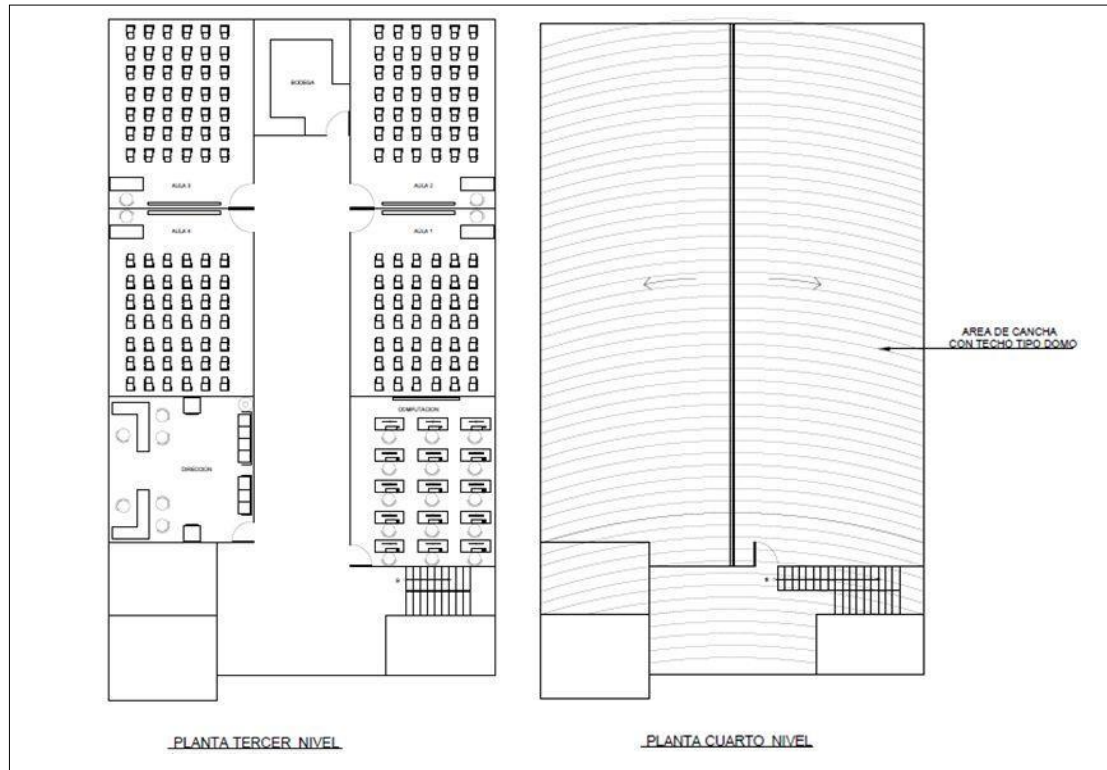 BODEGA
AULA 3
AULA 2
AULA 4
AULA 1
COMPUTACION
DIRECCION
AREA DE CANCHA
CON TECHO TIPO DOMO
PLANTA TERCER NIVEL
PLANTA CUARTO NIVEL